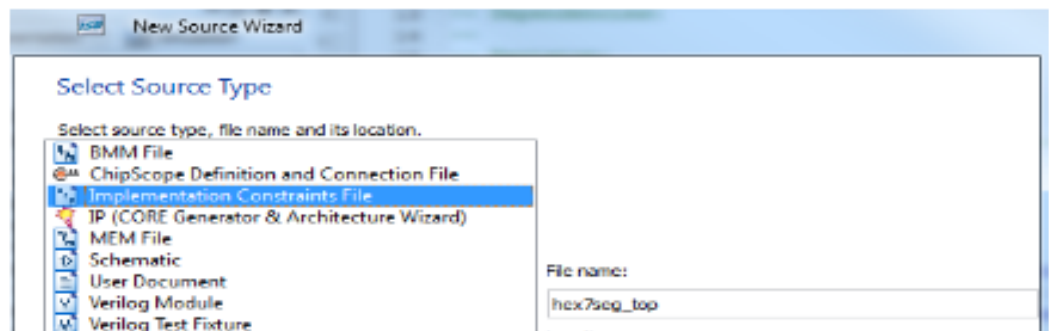 New Source Wizard
Select Source Type
Select source type, file name and its location.
BMM File
ChipScope Definition and Connection File
Implementation Constraints File
IP (CORE Generator & Architecture Wizard)
MEM File
Schematic
User Document
Verilog Module
Verilog Test Fixture
File name:
hex7seg_top